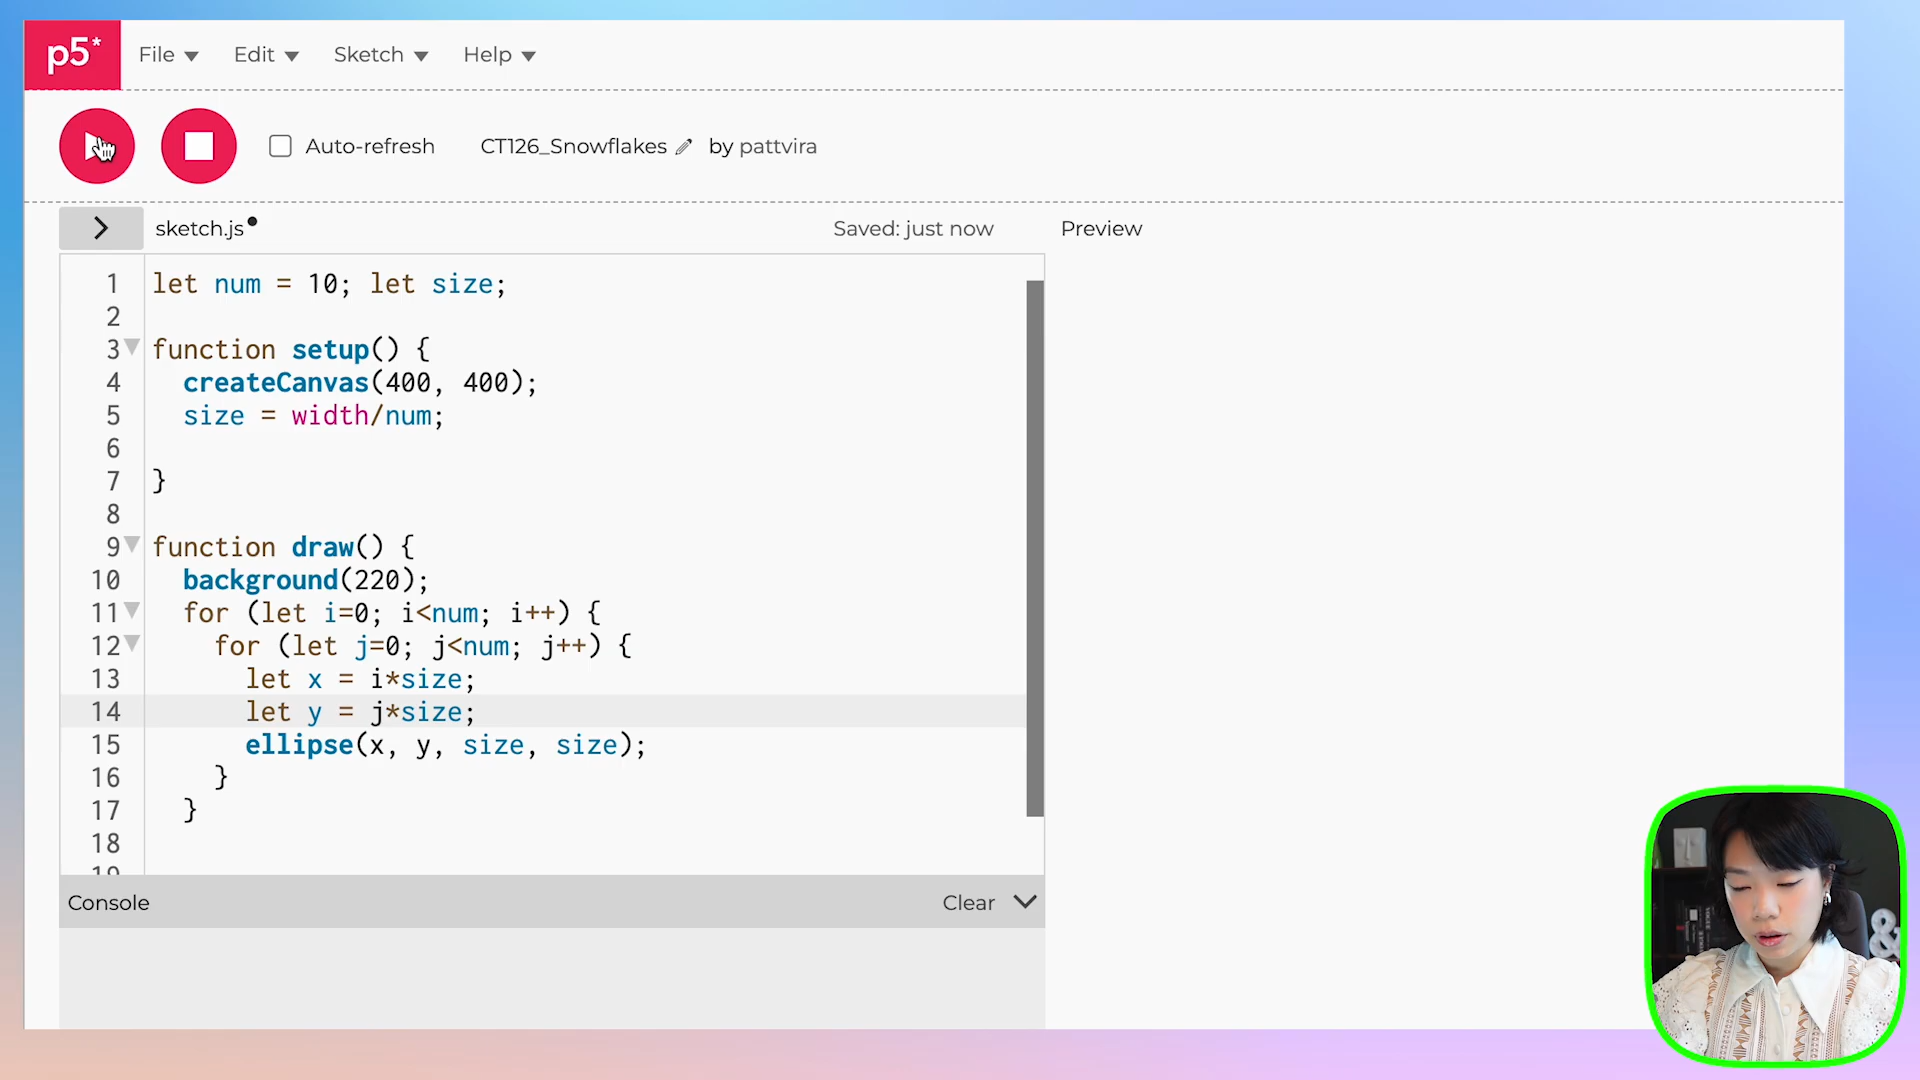 p5* File Edit Sketch Help
Auto-refresh CT126_Snowflakes by pattvira
sketch.js Saved: just now Preview
1 let num = 10; let size;
2
3 function setup() {
4 createCanvas(400, 400);
5 size = width/num;
6
7 }
8
9 function draw() {
10 background(220);
11 for (let i=0; i<num; i++) {
12 for (let j=0; j<num; j++) {
13 let x = i*size;
14 let y = j*size;
15 ellipse(x, y, size, size);
16 }
17 }
18
19
Console Clear